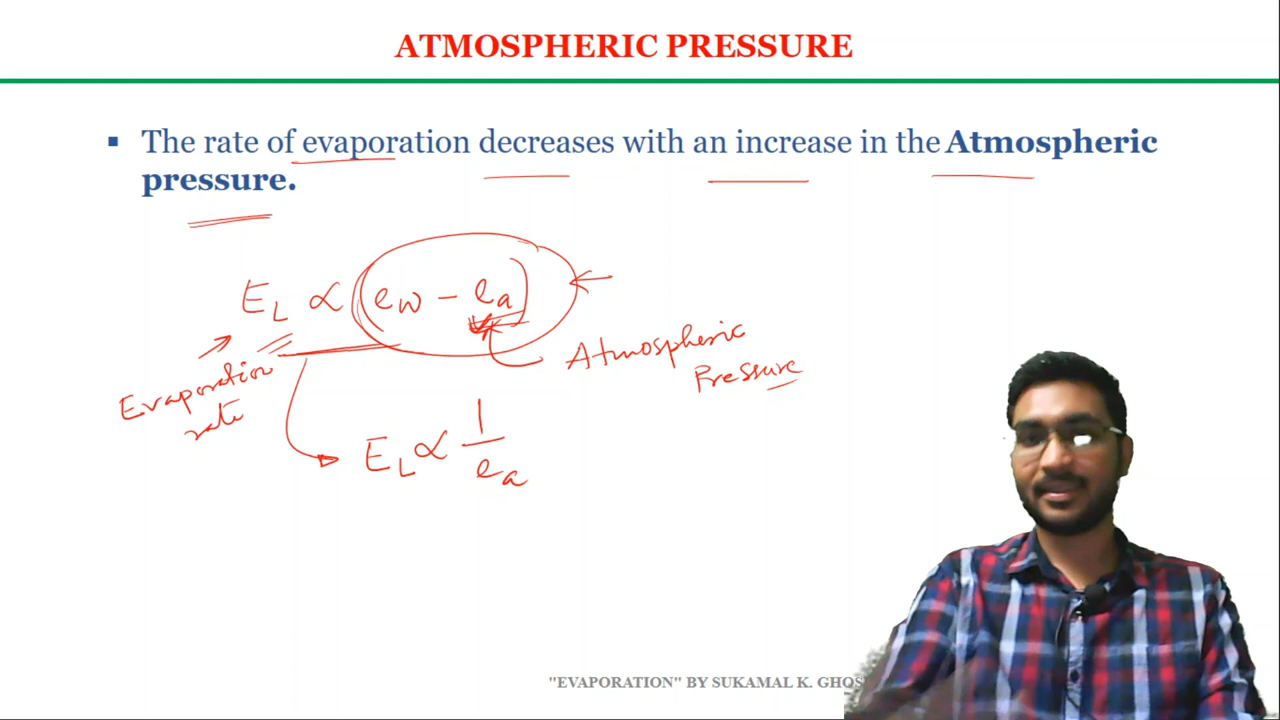 ATMOSPHERIC PRESSURE
▪ The rate of evaporation decreases with an increase in the Atmospheric
pressure.
E_L ∝ (e_w − e_a)
Evaporation
rate
Atmospheric
Pressure
E_L ∝ 1/e_a
"EVAPORATION" BY SUKAMAL K. GHOS